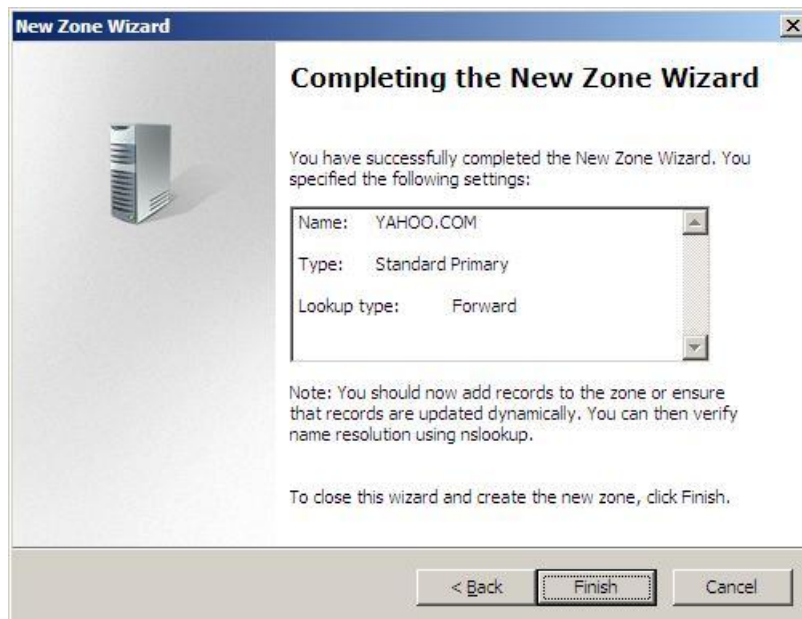 New Zone Wizard
Completing the New Zone Wizard
You have successfully completed the New Zone Wizard. You
specified the following settings:
Name: YAHOO.COM
Type: Standard Primary
Lookup type: Forward
Note: You should now add records to the zone or ensure
that records are updated dynamically. You can then verify
name resolution using nslookup.
To close this wizard and create the new zone, click Finish.
< Back Finish Cancel